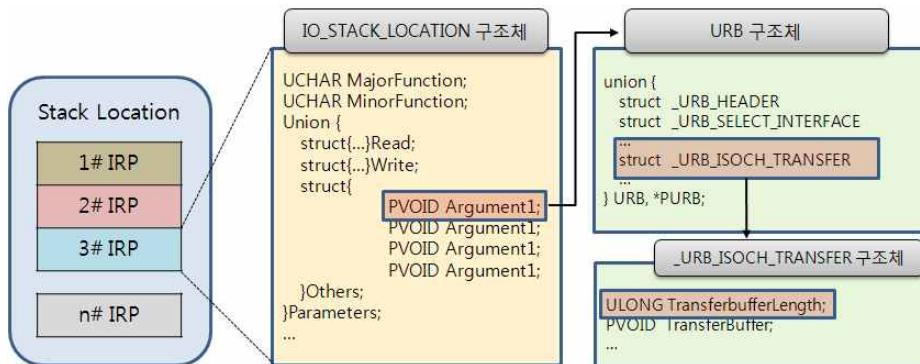 Stack Location
1# IRP
2# IRP
3# IRP
n# IRP
IO_STACK_LOCATION 구조체
UCHAR MajorFunction;
UCHAR MinorFunction;
Union {
struct{...}Read;
struct{...}Write;
struct{
PVOID Argument1;
PVOID Argument1;
PVOID Argument1;
PVOID Argument1;
}Others;
}Parameters;
...
URB 구조체
union {
struct _URB_HEADER
struct _URB_SELECT_INTERFACE
...
struct _URB_ISOCH_TRANSFER
...
} URB, *PURB;
_URB_ISOCH_TRANSFER 구조체
ULONG TransferbufferLength;
PVOID TransferBuffer;
...